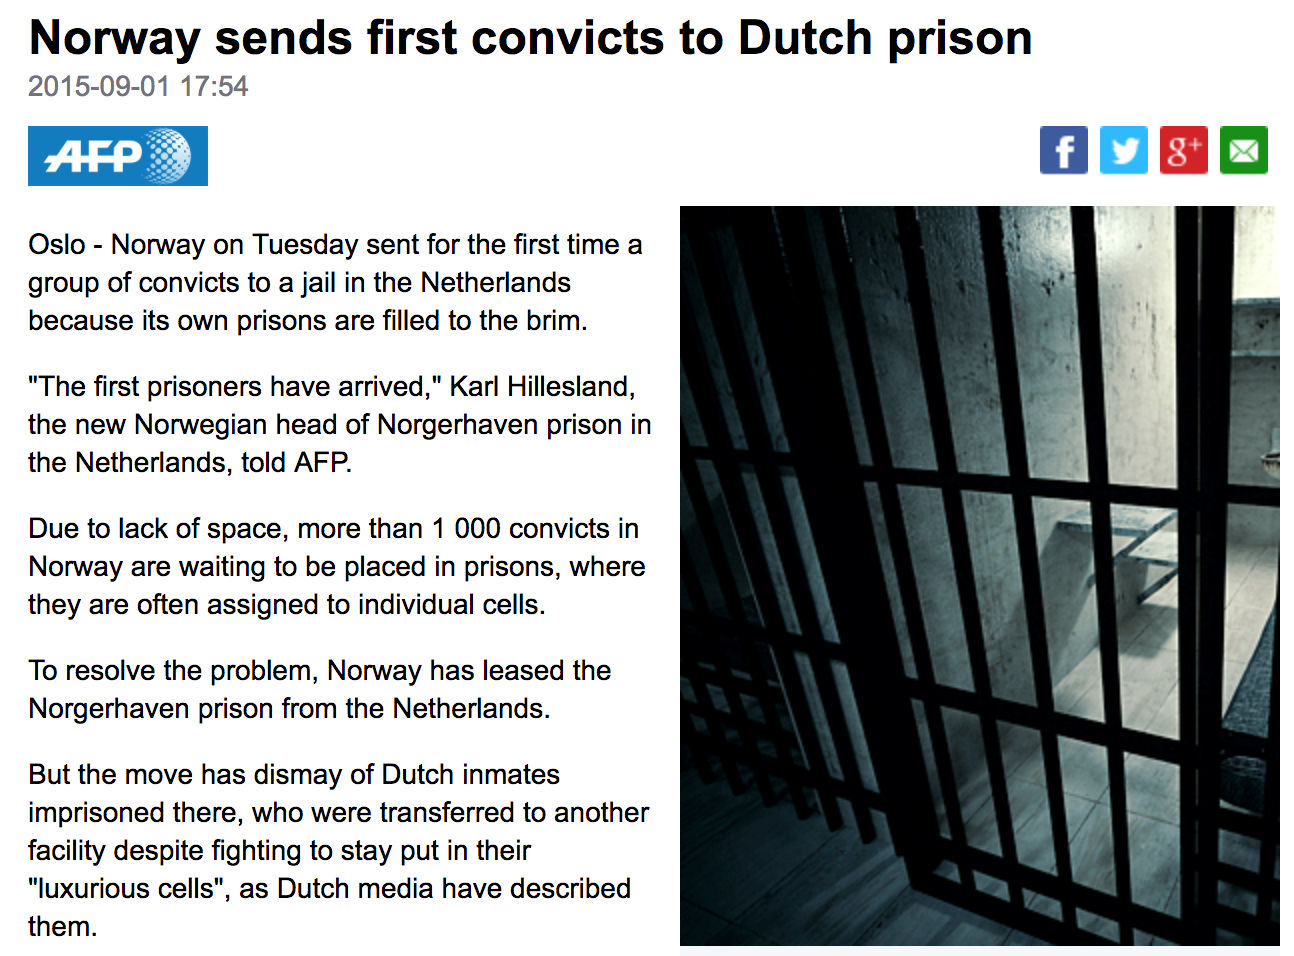 Norway sends first convicts to Dutch prison
2015-09-01 17:54
AFP
f
g+
Oslo - Norway on Tuesday sent for the first time a
group of convicts to a jail in the Netherlands
because its own prisons are filled to the brim.
"The first prisoners have arrived," Karl Hillesland,
the new Norwegian head of Norgerhaven prison in
the Netherlands, told AFP.
Due to lack of space, more than 1 000 convicts in
Norway are waiting to be placed in prisons, where
they are often assigned to individual cells.
To resolve the problem, Norway has leased the
Norgerhaven prison from the Netherlands.
But the move has dismay of Dutch inmates
imprisoned there, who were transferred to another
facility despite fighting to stay put in their
"luxurious cells", as Dutch media have described
them.